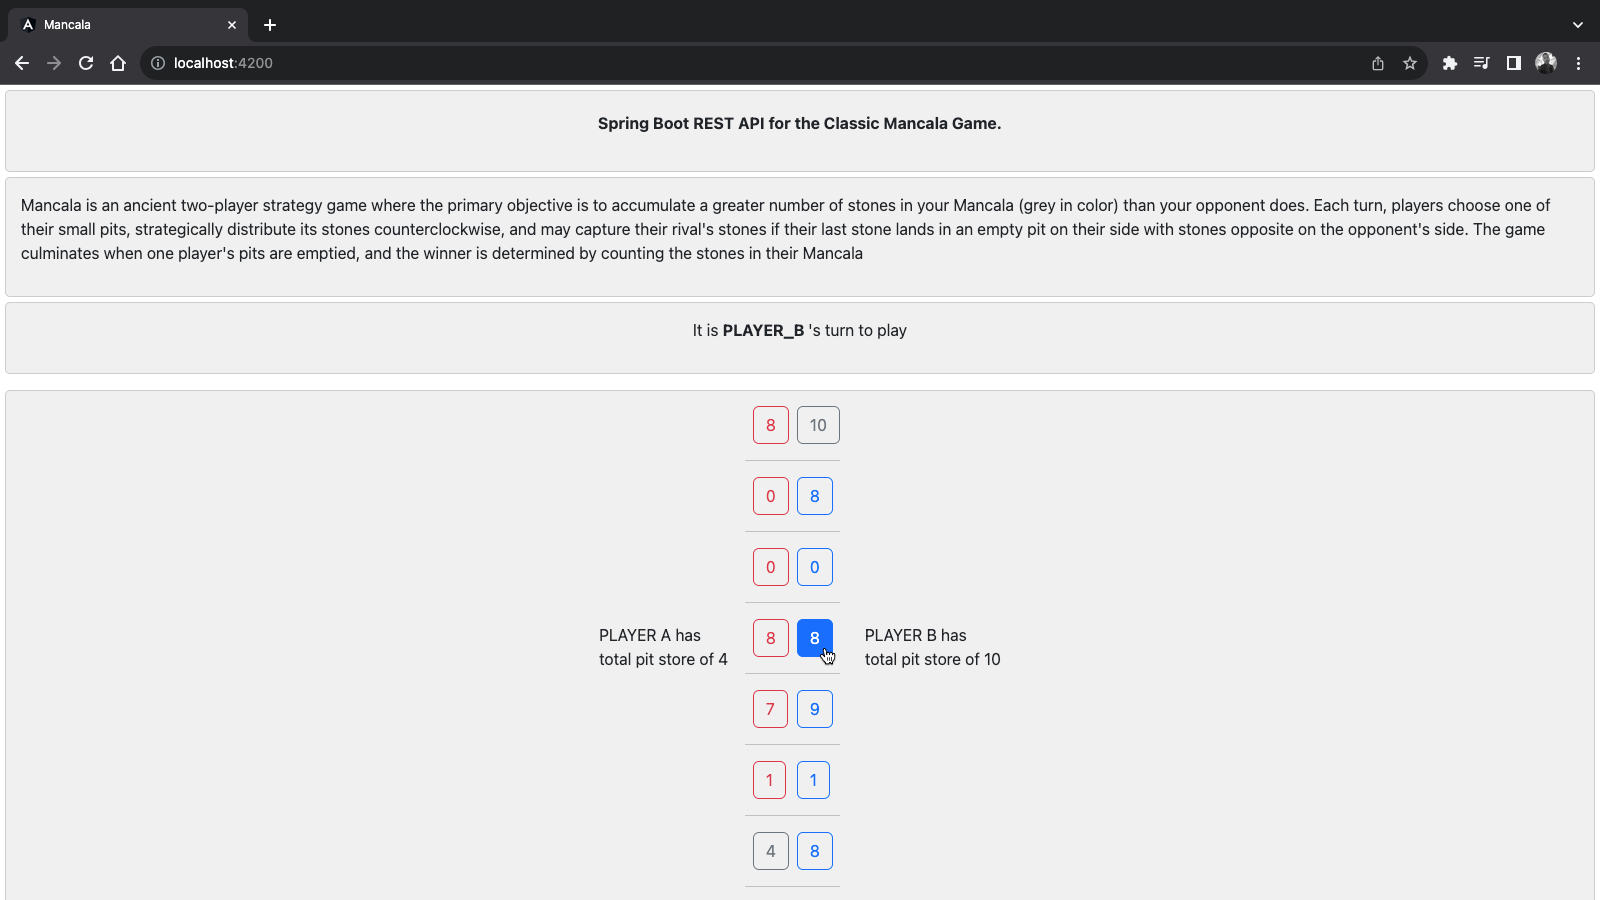 Mancala
localhost:4200
Spring Boot REST API for the Classic Mancala Game.
Mancala is an ancient two-player strategy game where the primary objective is to accumulate a greater number of stones in your Mancala (grey in color) than your opponent does. Each turn, players choose one of
their small pits, strategically distribute its stones counterclockwise, and may capture their rival's stones if their last stone lands in an empty pit on their side with stones opposite on the opponent's side. The game
culminates when one player's pits are emptied, and the winner is determined by counting the stones in their Mancala
It is PLAYER_B 's turn to play
8 10
0 8
0 0
PLAYER A has
total pit store of 4
8 8
PLAYER B has
total pit store of 10
7 9
1 1
4 8